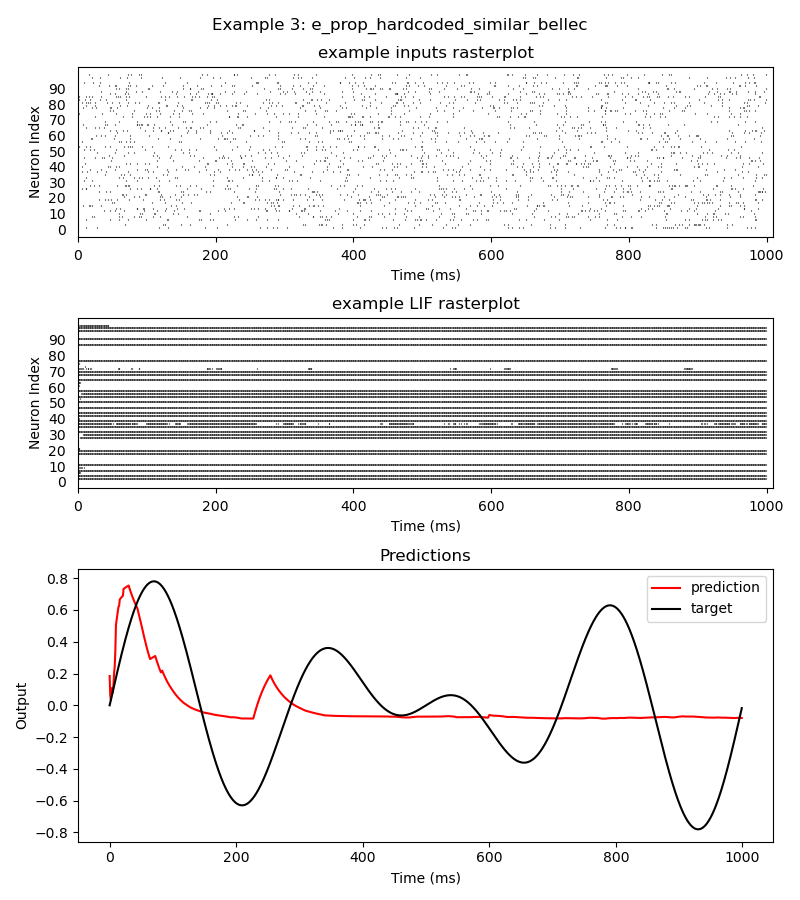 Example 3: e_prop_hardcoded_similar_bellec
example inputs rasterplot
90
80
70
60
50
40
30
20
10
0
Neuron Index
0 200 400 600 800 1000
Time (ms)
example LIF rasterplot
90
80
70
60
50
40
30
20
10
0
Neuron Index
0 200 400 600 800 1000
Time (ms)
Predictions
0.8
0.6
0.4
0.2
0.0
−0.2
−0.4
−0.6
−0.8
Output
prediction
target
0 200 400 600 800 1000
Time (ms)